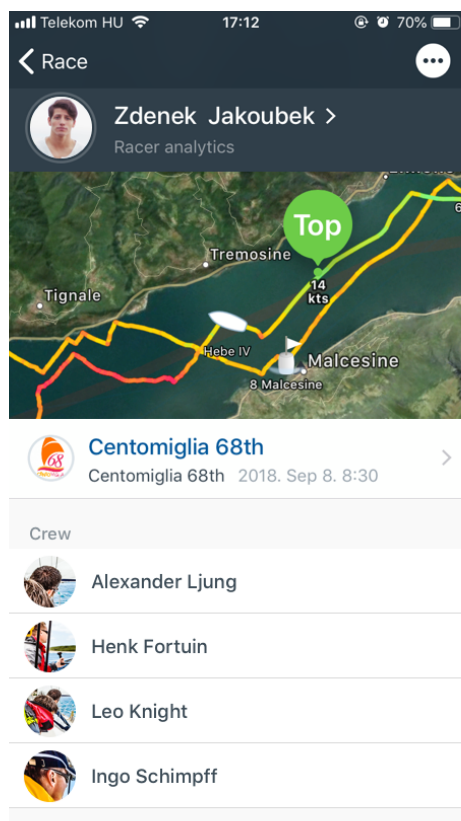 Telekom HU 17:12 70%
Race
Zdenek Jakoubek >
Racer analytics
Top
6
Tremosine
14
kts
Tignale
Hebe IV
Malcesine
8 Malcesine
68
Centomiglia 68th
Centomiglia 68th 2018. Sep 8. 8:30
Crew
Alexander Ljung
Henk Fortuin
Leo Knight
Ingo Schimpff